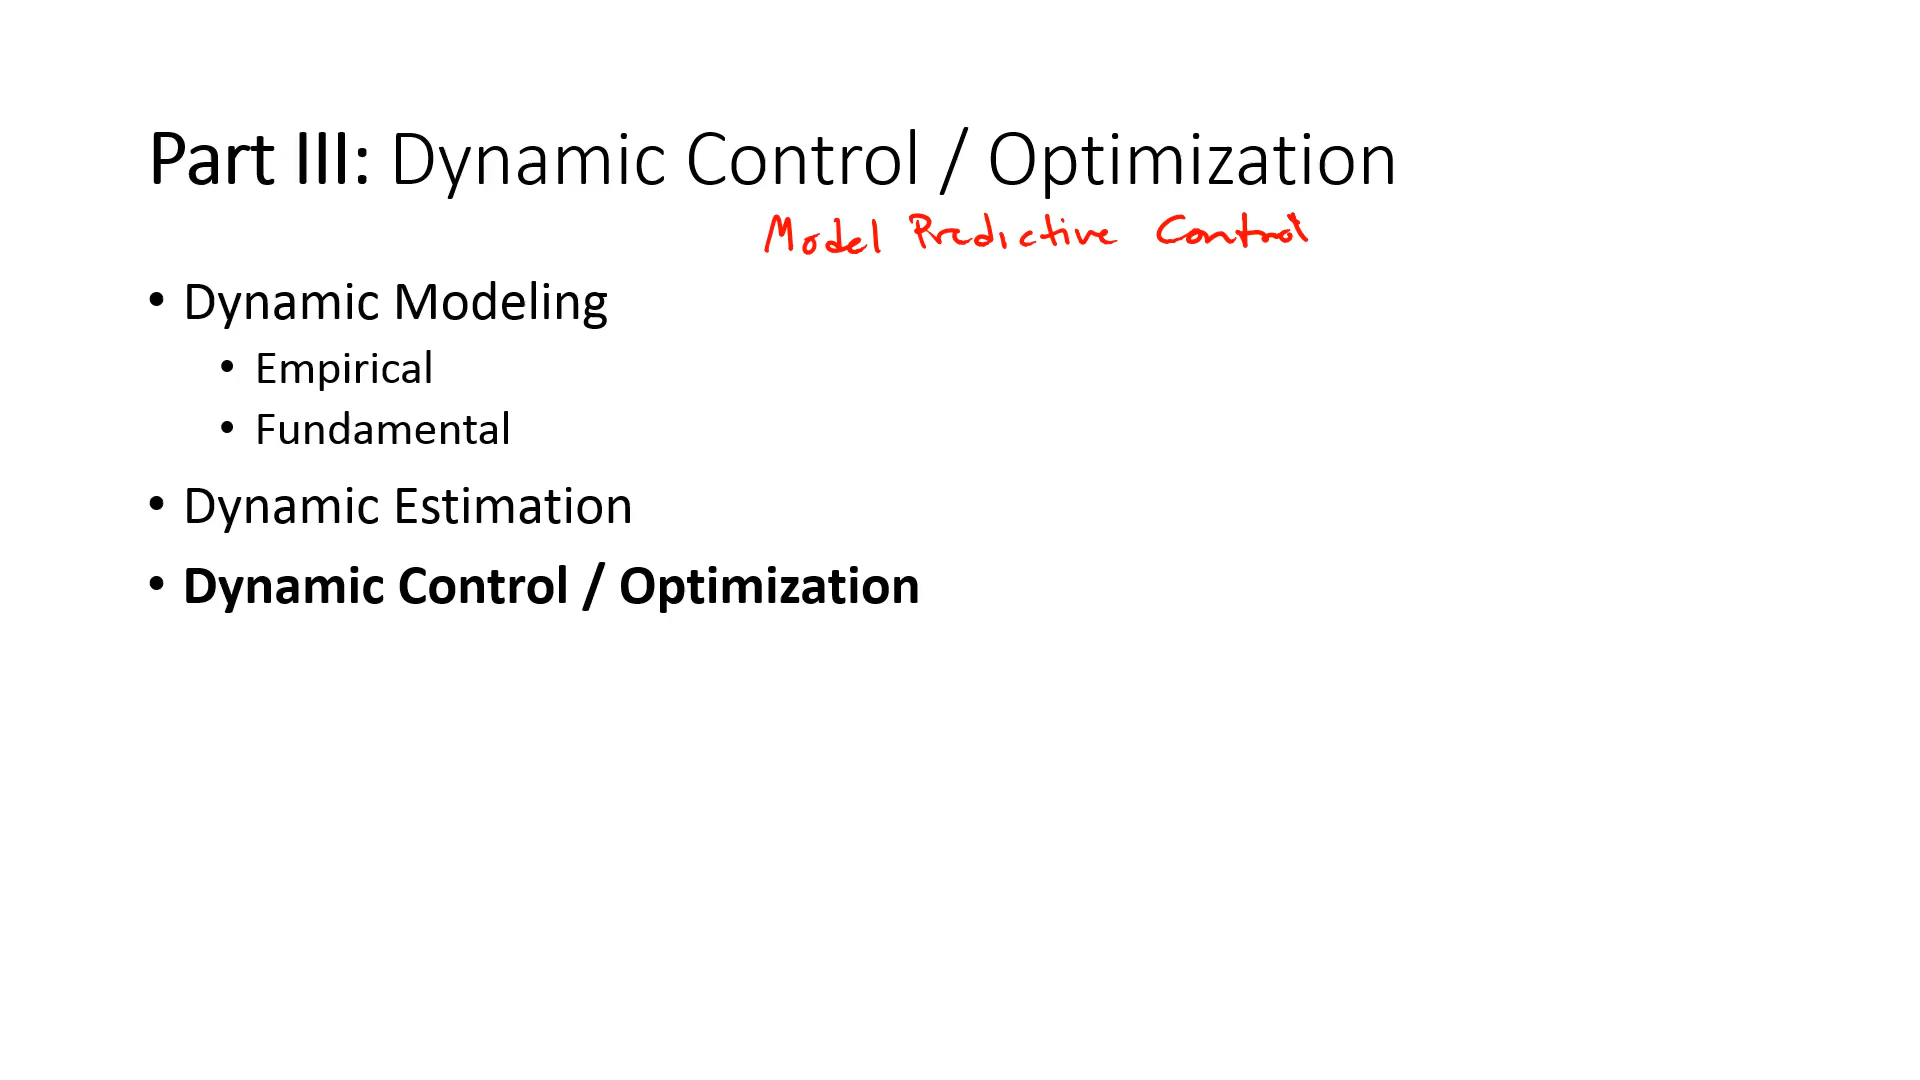 Part III: Dynamic Control / Optimization
Model Predictive Control
• Dynamic Modeling
• Empirical
• Fundamental
• Dynamic Estimation
• Dynamic Control / Optimization